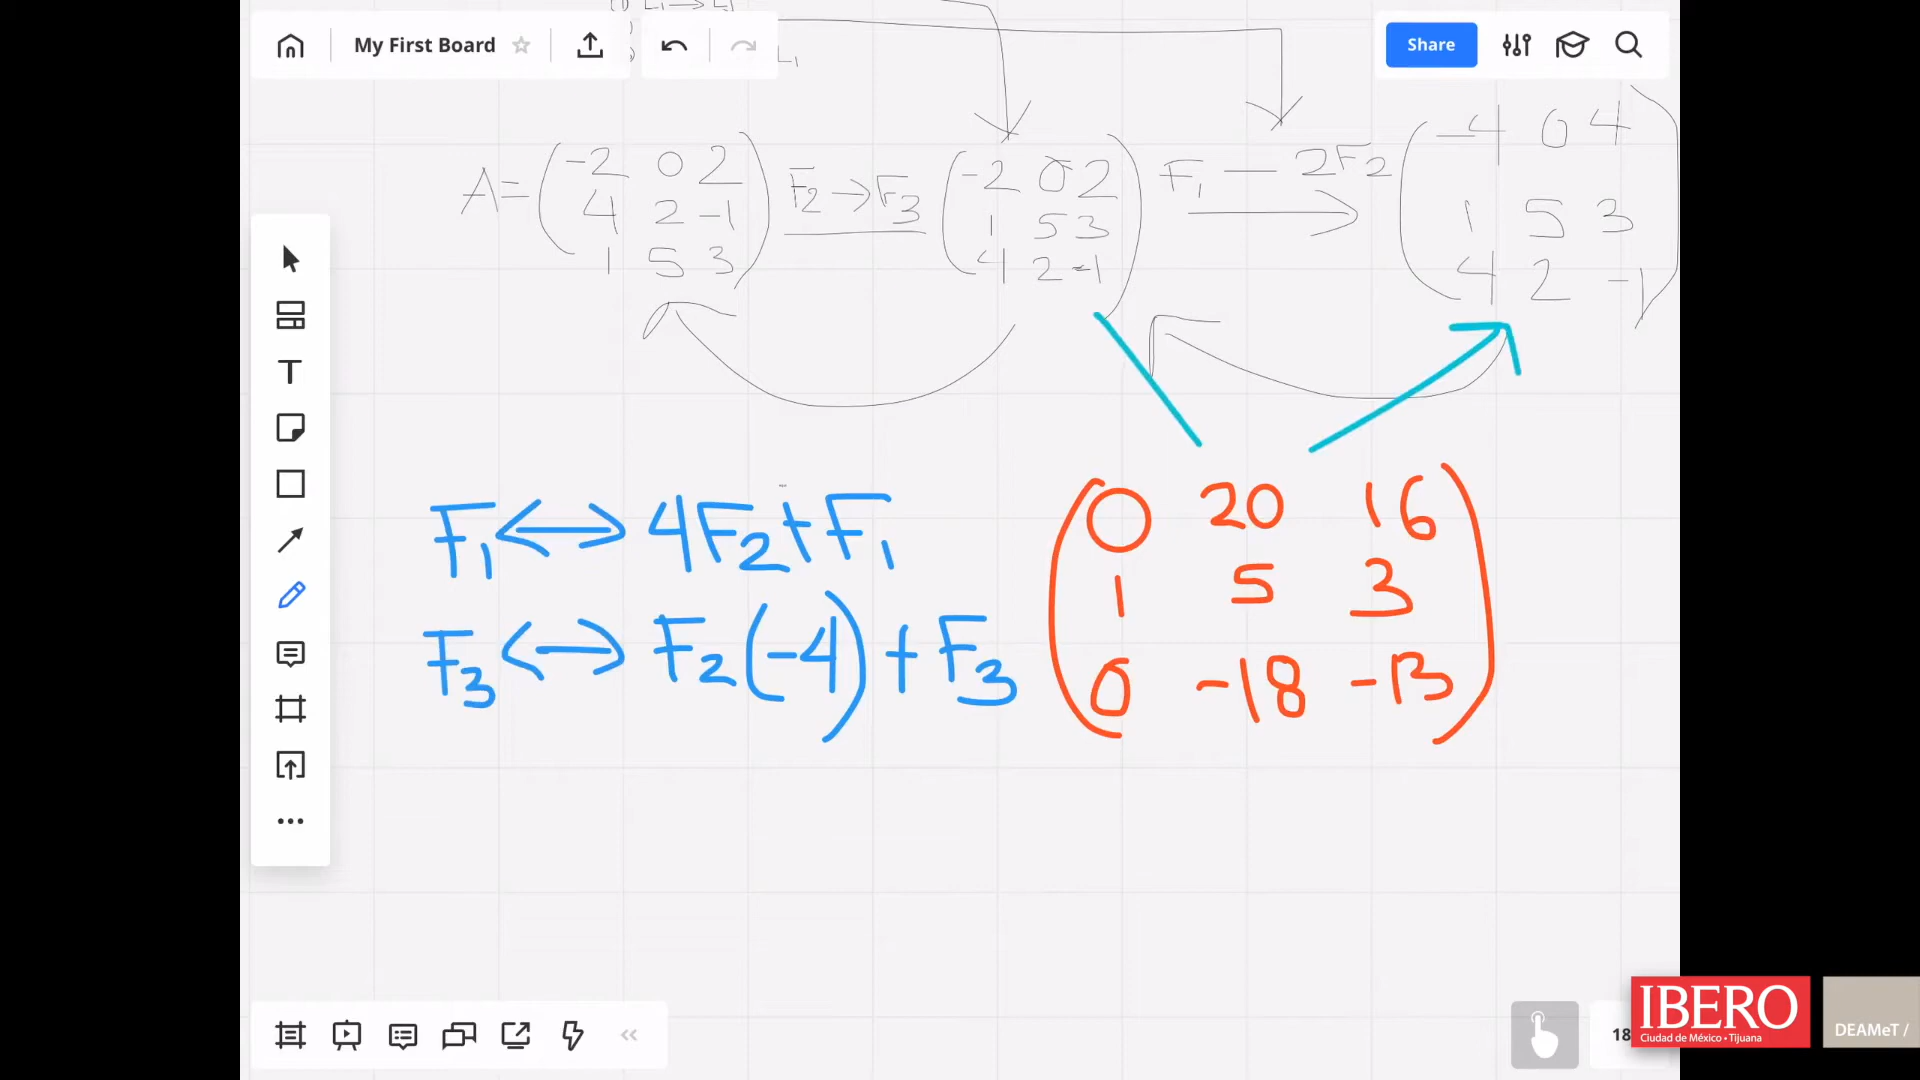 My First Board
Share
A = (-2 0 2
4 2 -1
1 5 3)
F2 → F3
(-2 0 2
1 5 3
4 2 -1)
F1 — 2F2
(-4 0 4
1 5 3
4 2 -1)
F1 ↔ 4F2 + F1
F3 ↔ F2(-4) + F3
(0 20 16
1 5 3
0 -18 -13)
T
18
IBERO
Ciudad de México • Tijuana
DEAMeT /